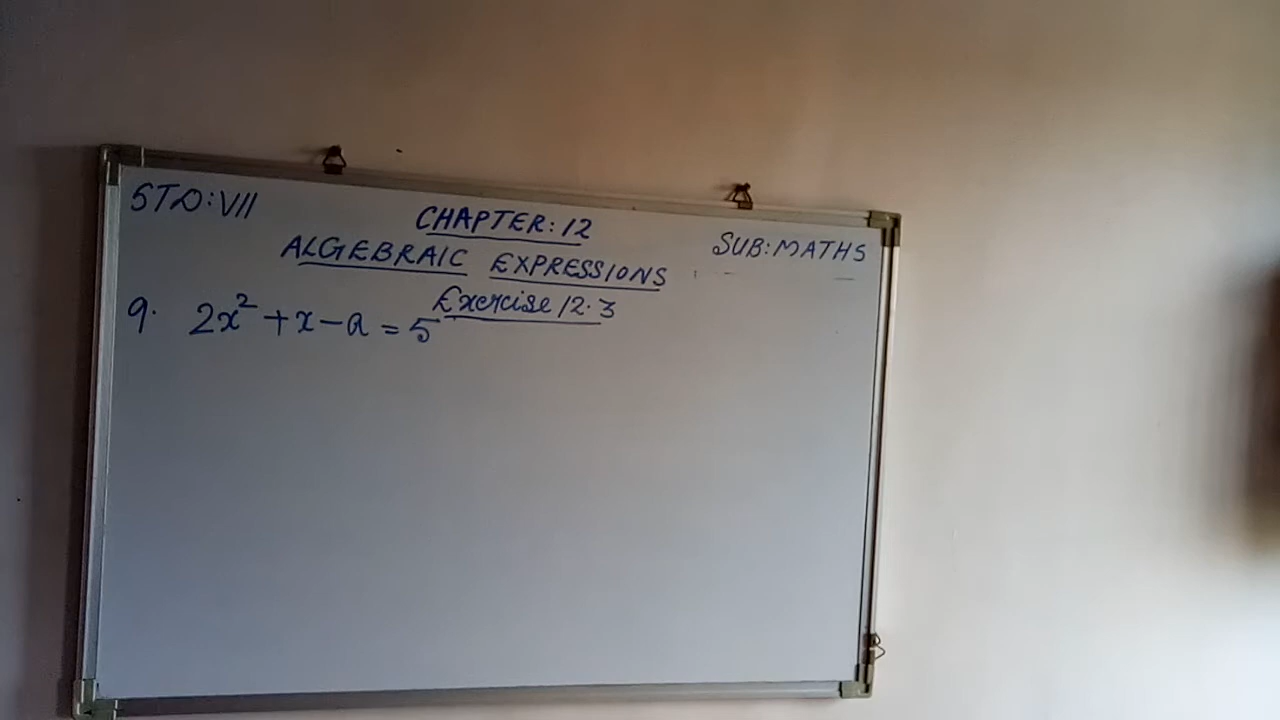 STD:VII
CHAPTER:12
SUB:MATHS
ALGEBRAIC EXPRESSIONS
Exercise 12.3
9. 2x² + x - a = 5